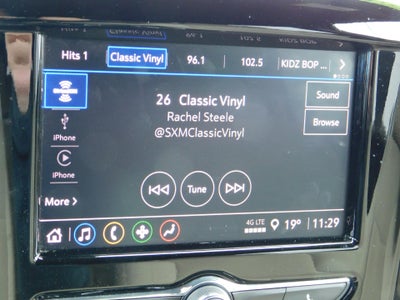 Hits 1 Classic Vinyl 96.1 102.5 KIDZ BOP ...
26 Classic Vinyl
Rachel Steele
@SXMClassicVinyl
Sound
Browse
iPhone
iPhone
More >
Tune
4G LTE
19° 11:29